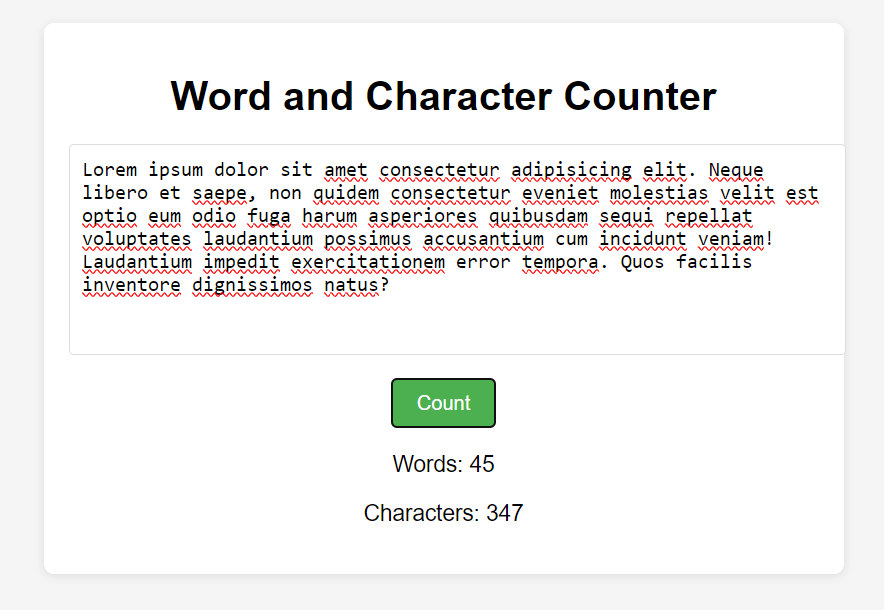 Word and Character Counter
Lorem ipsum dolor sit amet consectetur adipisicing elit. Neque
libero et saepe, non quidem consectetur eveniet molestias velit est
optio eum odio fuga harum asperiores quibusdam sequi repellat
voluptates laudantium possimus accusantium cum incidunt veniam!
Laudantium impedit exercitationem error tempora. Quos facilis
inventore dignissimos natus?
Count
Words: 45
Characters: 347